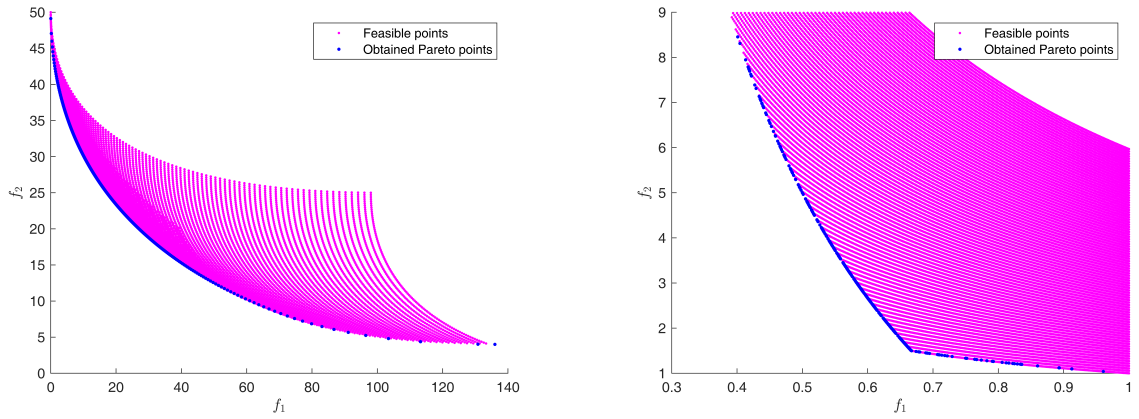 50
45
40
35
30
25
20
15
10
5
0
f2
0 20 40 60 80 100 120 140
f1
Feasible points
Obtained Pareto points
9
8
7
6
5
4
3
2
1
f2
0.3 0.4 0.5 0.6 0.7 0.8 0.9 1
f1
Feasible points
Obtained Pareto points